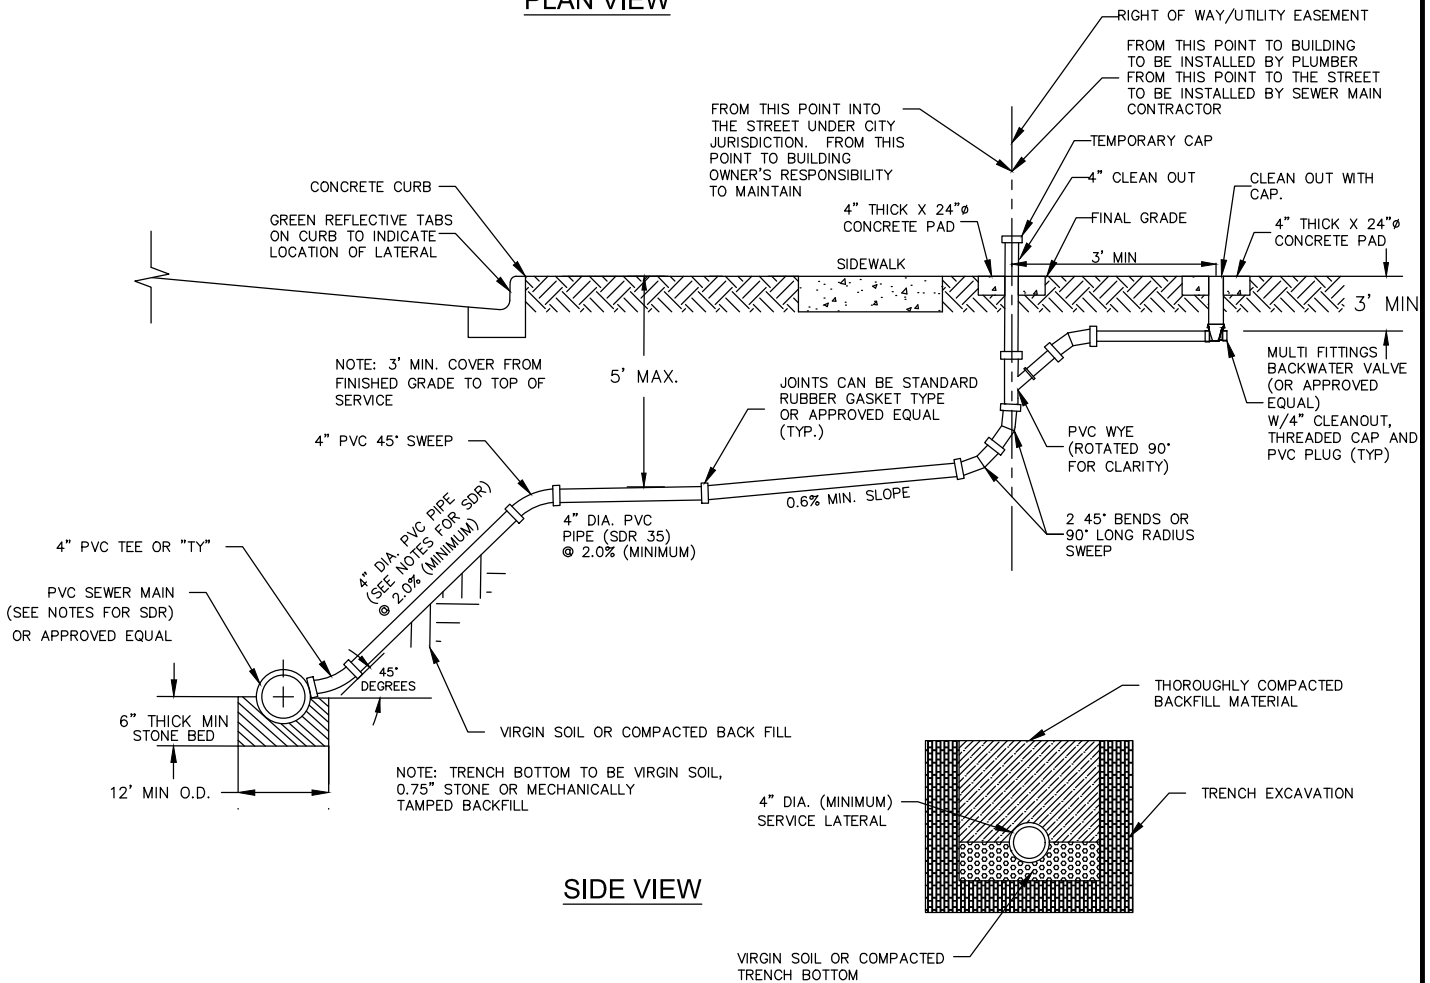 PLAN VIEW
RIGHT OF WAY/UTILITY EASEMENT
FROM THIS POINT TO BUILDING
TO BE INSTALLED BY PLUMBER
FROM THIS POINT TO THE STREET
TO BE INSTALLED BY SEWER MAIN
CONTRACTOR
FROM THIS POINT INTO
THE STREET UNDER CITY
JURISDICTION. FROM THIS
POINT TO BUILDING
OWNER'S RESPONSIBILITY
TO MAINTAIN
TEMPORARY CAP
4" CLEAN OUT
CLEAN OUT WITH
CAP.
CONCRETE CURB
GREEN REFLECTIVE TABS
ON CURB TO INDICATE
LOCATION OF LATERAL
4" THICK X 24"ø
CONCRETE PAD
FINAL GRADE
4" THICK X 24"ø
CONCRETE PAD
SIDEWALK
3' MIN
3' MIN
NOTE: 3' MIN. COVER FROM
FINISHED GRADE TO TOP OF
SERVICE
5' MAX.
JOINTS CAN BE STANDARD
RUBBER GASKET TYPE
OR APPROVED EQUAL
(TYP.)
MULTI FITTINGS
BACKWATER VALVE
(OR APPROVED
EQUAL)
W/4" CLEANOUT,
THREADED CAP AND
PVC PLUG (TYP)
PVC WYE
(ROTATED 90°
FOR CLARITY)
4" PVC 45° SWEEP
0.6% MIN. SLOPE
4" DIA. PVC PIPE
(SEE NOTES FOR SDR)
@ 2.0% (MINIMUM)
4" DIA. PVC
PIPE (SDR 35)
@ 2.0% (MINIMUM)
2 45° BENDS OR
90° LONG RADIUS
SWEEP
4" PVC TEE OR "TY"
PVC SEWER MAIN
(SEE NOTES FOR SDR)
OR APPROVED EQUAL
45°
DEGREES
6" THICK MIN
STONE BED
VIRGIN SOIL OR COMPACTED BACK FILL
12' MIN O.D.
NOTE: TRENCH BOTTOM TO BE VIRGIN SOIL,
0.75" STONE OR MECHANICALLY
TAMPED BACKFILL
THOROUGHLY COMPACTED
BACKFILL MATERIAL
4" DIA. (MINIMUM)
SERVICE LATERAL
TRENCH EXCAVATION
SIDE VIEW
VIRGIN SOIL OR COMPACTED
TRENCH BOTTOM